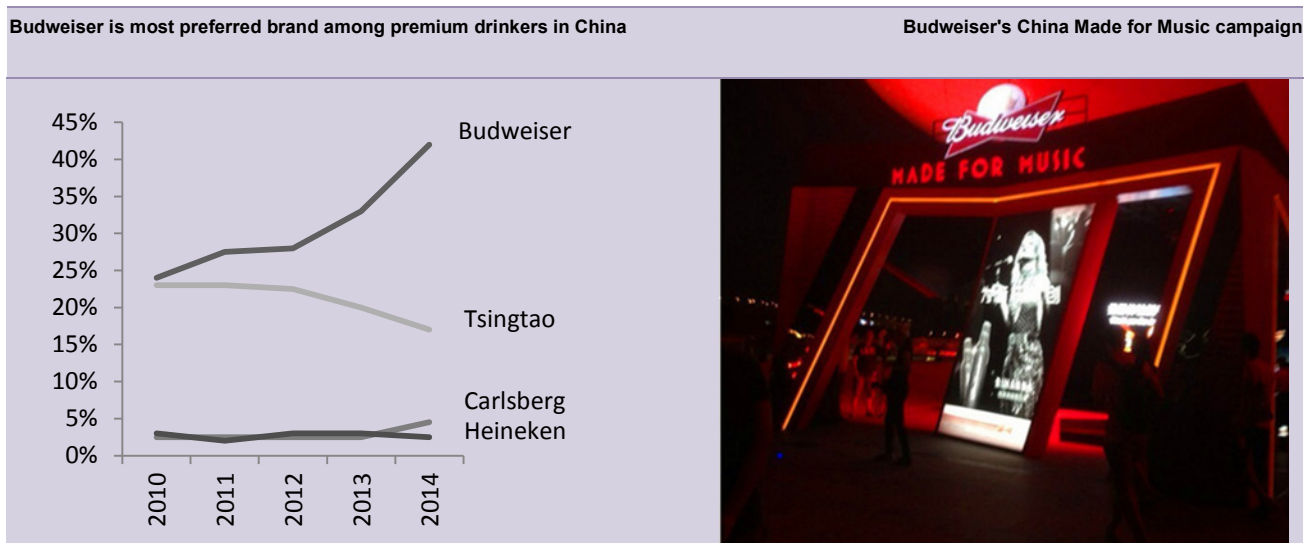 Budweiser is most preferred brand among premium drinkers in China
Budweiser's China Made for Music campaign
45%
40%
35%
30%
25%
20%
15%
10%
5%
0%
Budweiser
Tsingtao
Carlsberg
Heineken
2010
2011
2012
2013
2014
Budweiser
MADE FOR MUSIC
RIHANNA